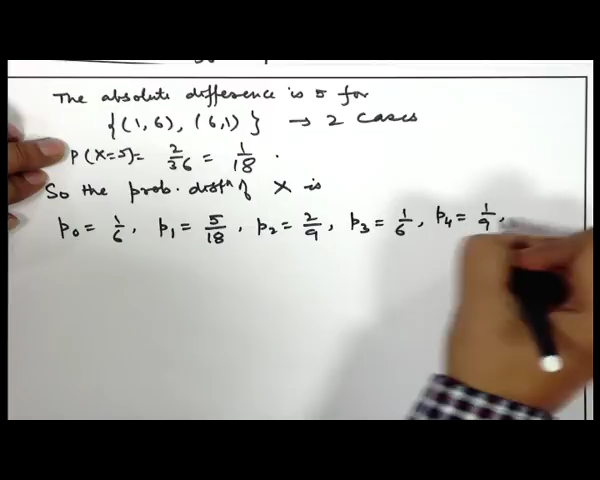 The absolute difference is 5 for
{(1,6), (6,1)} → 2 cases
P(X=5)= 2/36 = 1/18 .
So the prob. distn of X is
p₀ = 1/6, p₁ = 5/18, p₂ = 2/9, p₃ = 1/6, p₄ = 1/9,